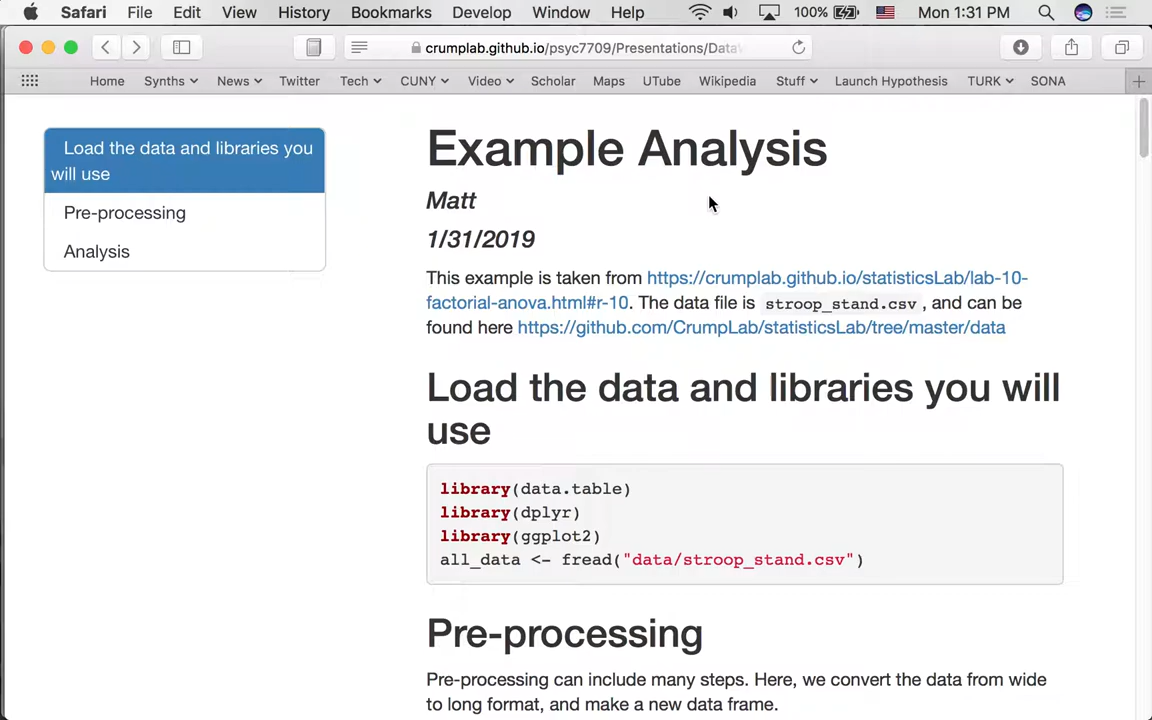 Safari File Edit View History Bookmarks Develop Window Help 100% Mon 1:31 PM
crumplab.github.io/psyc7709/Presentations/Data
Home Synths News Twitter Tech CUNY Video Scholar Maps UTube Wikipedia Stuff Launch Hypothesis TURK SONA
Load the data and libraries you
will use
Pre-processing
Analysis
Example Analysis
Matt
1/31/2019
This example is taken from https://crumplab.github.io/statisticsLab/lab-10-
factorial-anova.html#r-10. The data file is stroop_stand.csv, and can be
found here https://github.com/CrumpLab/statisticsLab/tree/master/data
Load the data and libraries you will
use
library(data.table)
library(dplyr)
library(ggplot2)
all_data <- fread("data/stroop_stand.csv")
Pre-processing
Pre-processing can include many steps. Here, we convert the data from wide
to long format, and make a new data frame.